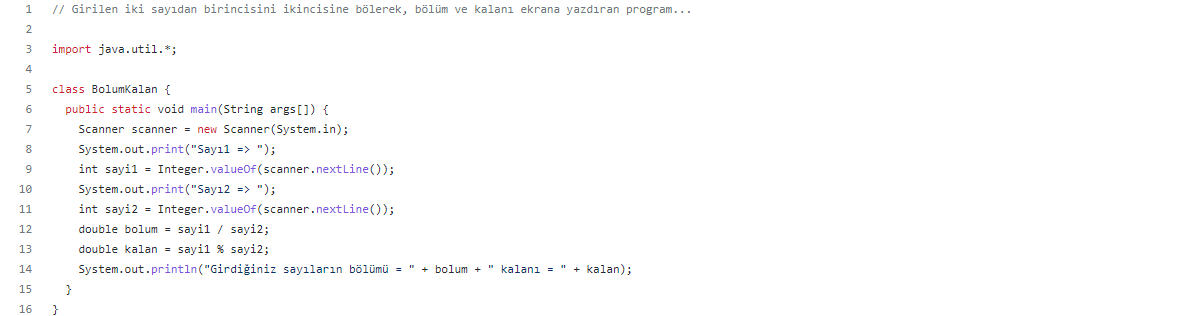 1 // Girilen iki sayıdan birincisini ikincisine bölerek, bölüm ve kalanı ekrana yazdıran program...
2
3 import java.util.*;
4
5 class BolumKalan {
6 public static void main(String args[]) {
7 Scanner scanner = new Scanner(System.in);
8 System.out.print("Sayı1 => ");
9 int sayi1 = Integer.valueOf(scanner.nextLine());
10 System.out.print("Sayı2 => ");
11 int sayi2 = Integer.valueOf(scanner.nextLine());
12 double bolum = sayi1 / sayi2;
13 double kalan = sayi1 % sayi2;
14 System.out.println("Girdiğiniz sayıların bölümü = " + bolum + " kalanı = " + kalan);
15 }
16 }